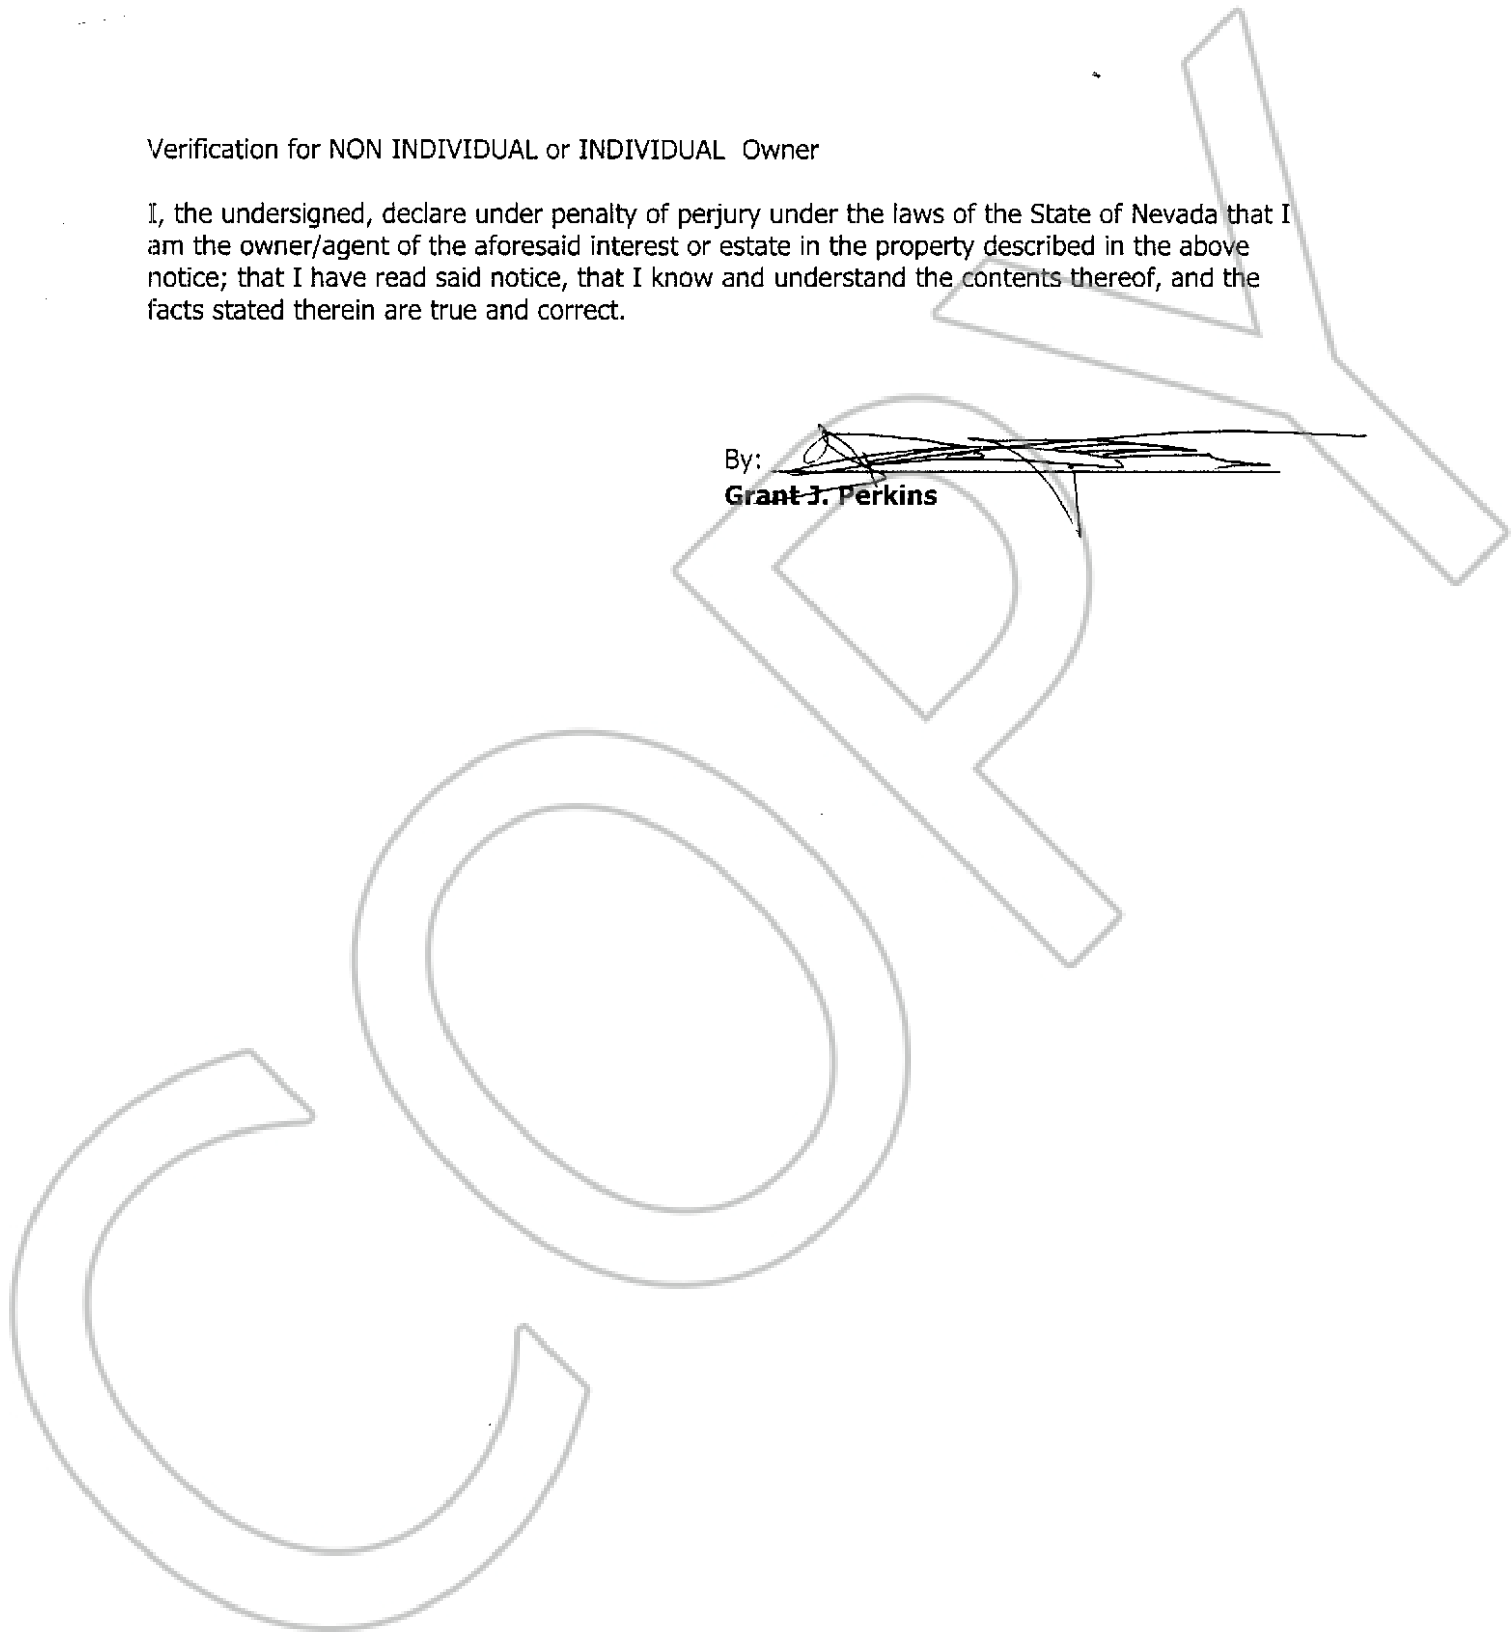 Verification for NON INDIVIDUAL or INDIVIDUAL Owner
I, the undersigned, declare under penalty of perjury under the laws of the State of Nevada that I
am the owner/agent of the aforesaid interest or estate in the property described in the above
notice; that I have read said notice, that I know and understand the contents thereof, and the
facts stated therein are true and correct.
By:
Grant J. Perkins
COPY